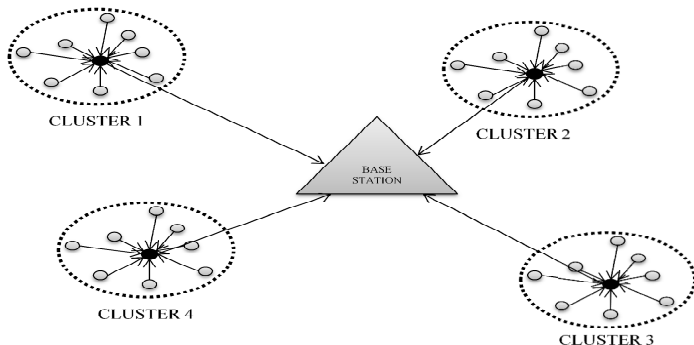 CLUSTER 1
CLUSTER 2
BASE
STATION
CLUSTER 4
CLUSTER 3